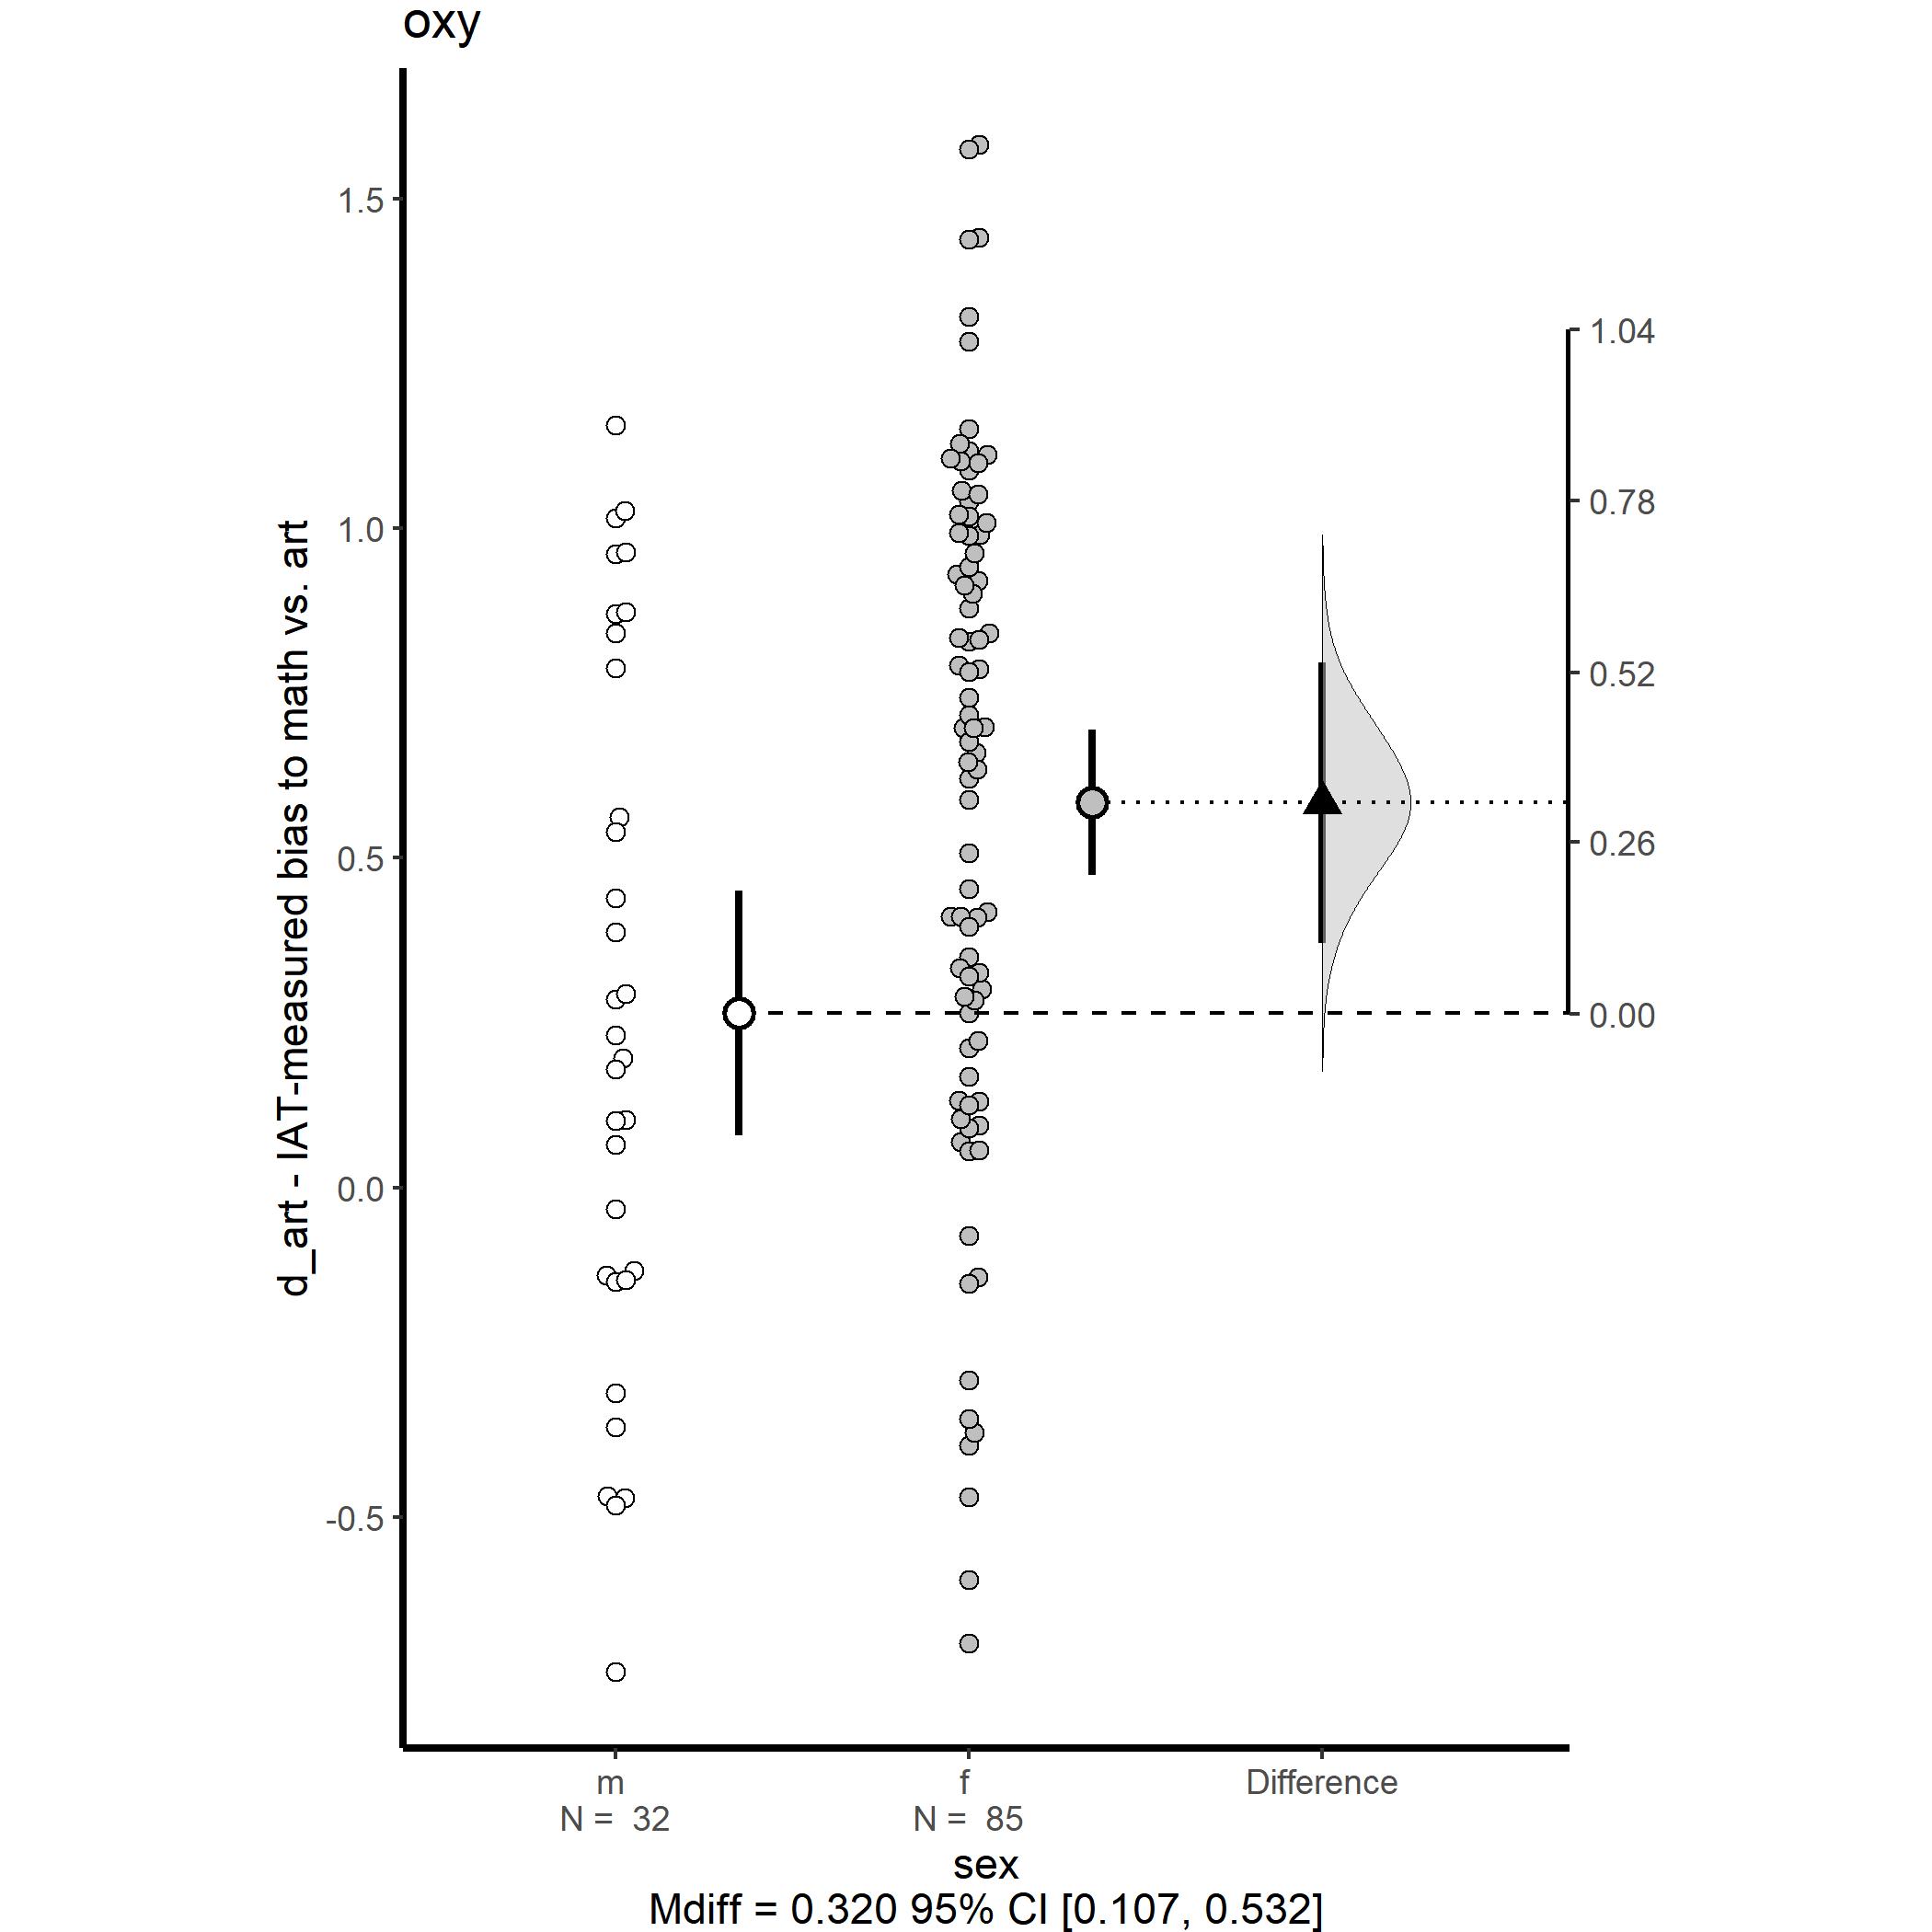 oxy
d_art - IAT-measured bias to math vs. art
1.5
1.0
0.5
0.0
-0.5
1.04
0.78
0.52
0.26
0.00
m
N = 32
f
N = 85
Difference
sex
Mdiff = 0.320 95% CI [0.107, 0.532]